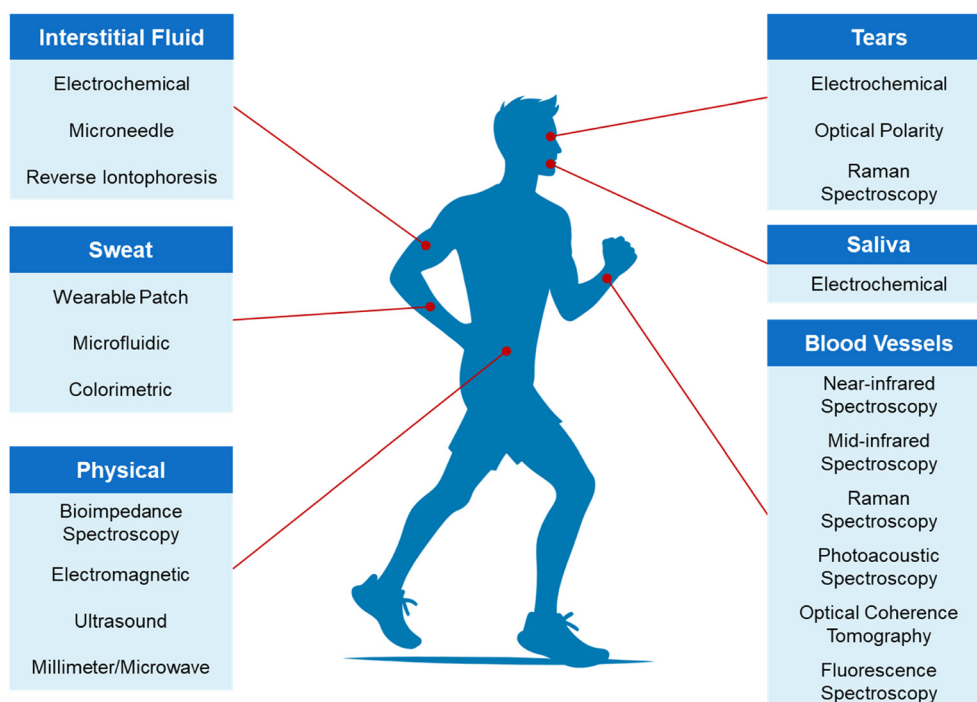 Interstitial Fluid
Electrochemical
Microneedle
Reverse Iontophoresis
Sweat
Wearable Patch
Microfluidic
Colorimetric
Physical
Bioimpedance
Spectroscopy
Electromagnetic
Ultrasound
Millimeter/Microwave
Tears
Electrochemical
Optical Polarity
Raman
Spectroscopy
Saliva
Electrochemical
Blood Vessels
Near-infrared
Spectroscopy
Mid-infrared
Spectroscopy
Raman
Spectroscopy
Photoacoustic
Spectroscopy
Optical Coherence
Tomography
Fluorescence
Spectroscopy